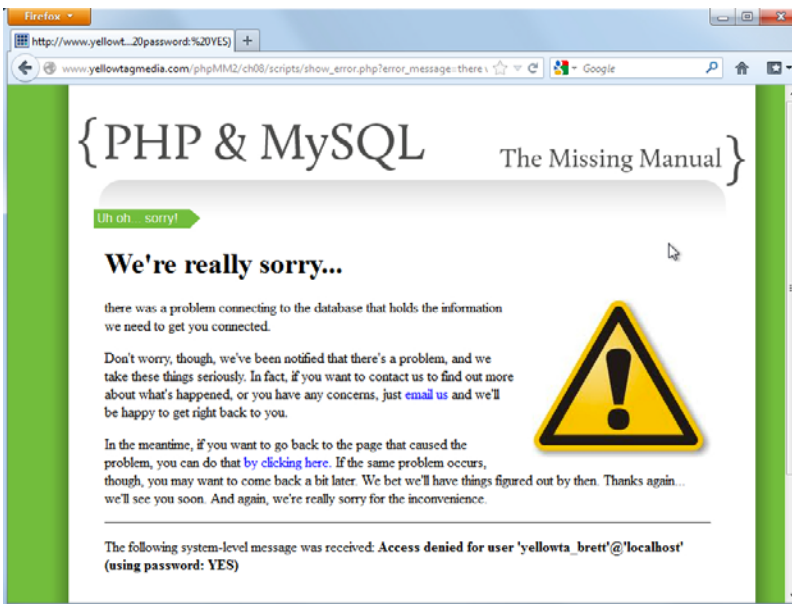 Firefox
http://www.yellowt...20password:%20YES)
www.yellowtagmedia.com/phpMM2/ch08/scripts/show_error.php?error_message=there
Google
{PHP & MySQL
The Missing Manual}
Uh oh... sorry!
We're really sorry...
there was a problem connecting to the database that holds the information
we need to get you connected.
Don't worry, though, we've been notified that there's a problem, and we
take these things seriously. In fact, if you want to contact us to find out more
about what's happened, or you have any concerns, just email us and we'll
be happy to get right back to you.
In the meantime, if you want to go back to the page that caused the
problem, you can do that by clicking here. If the same problem occurs,
though, you may want to come back a bit later. We bet we'll have things figured out by then. Thanks again...
we'll see you soon. And again, we're really sorry for the inconvenience.
The following system-level message was received: Access denied for user 'yellowta_brett'@'localhost'
(using password: YES)